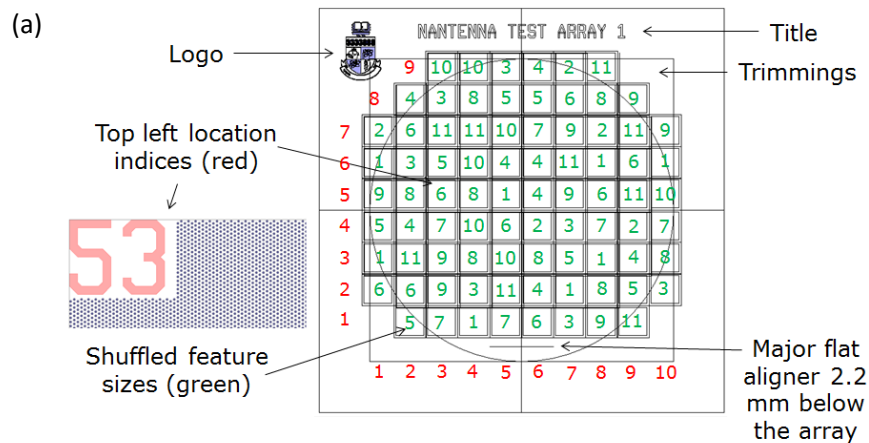 (a)
NANTENNA TEST ARRAY 1
Title
Logo
Trimmings
9 10 10 3 4 2 11
8 4 3 8 5 5 6 8 9
7 2 6 11 11 10 7 9 2 11 9
Top left location
indices (red)
6 1 3 5 10 4 4 11 1 6 1
5 9 8 6 8 1 4 9 6 11 10
4 5 4 7 10 6 2 3 7 2 7
53
3 1 11 9 8 10 8 5 1 4 8
2 6 6 9 3 11 4 1 8 5 3
1 5 7 1 7 6 3 9 11
Shuffled feature
sizes (green)
1 2 3 4 5 6 7 8 9 10
Major flat
aligner 2.2
mm below
the array